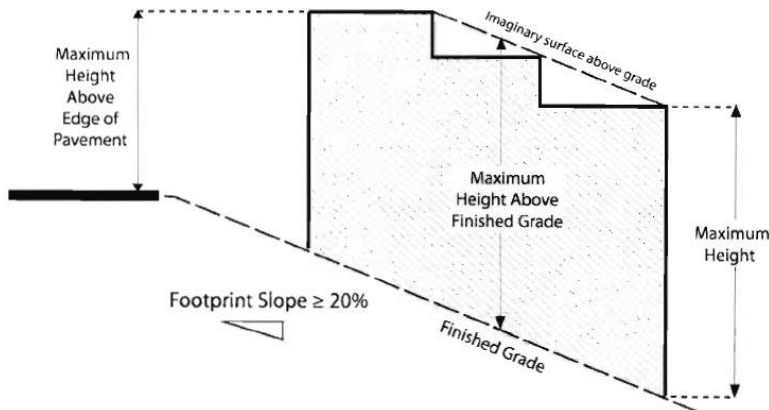 Maximum
Height
Above
Edge of
Pavement
Imaginary surface above grade
Maximum
Height Above
Finished Grade
Maximum
Height
Footprint Slope ≥ 20%
Finished Grade